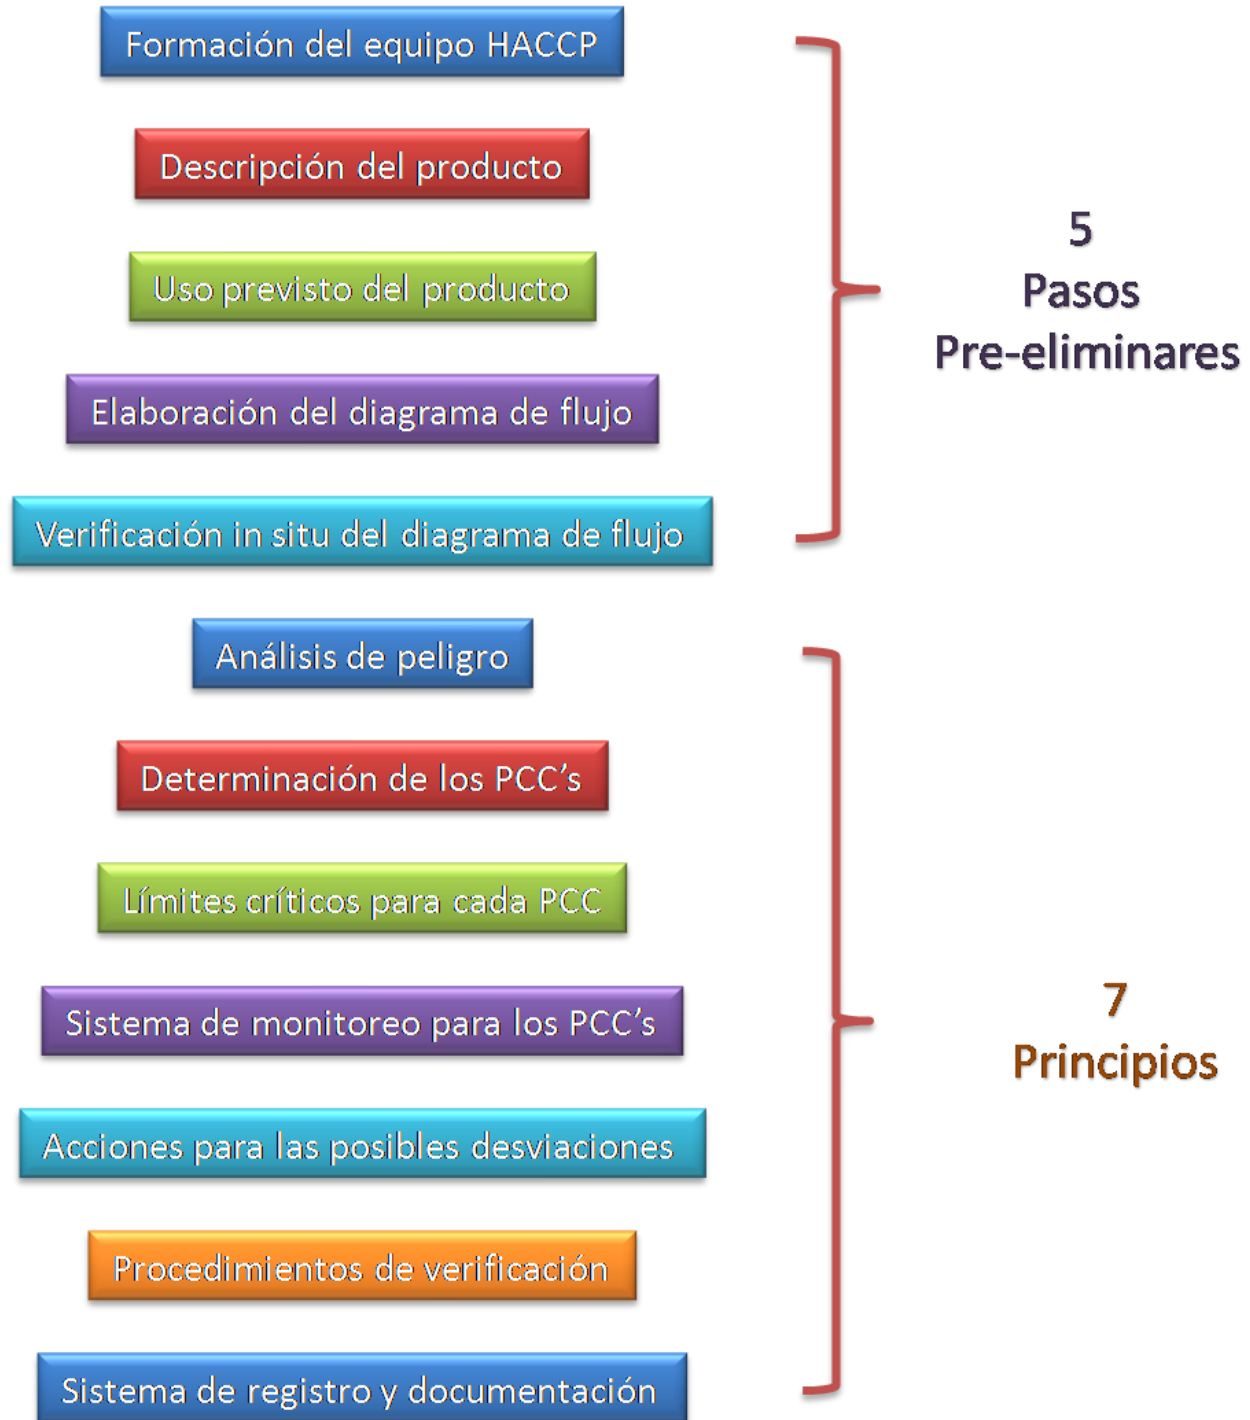 Formación del equipo HACCP
Descripción del producto
Uso previsto del producto
Elaboración del diagrama de flujo
Verificación in situ del diagrama de flujo
5
Pasos
Pre-eliminares
Análisis de peligro
Determinación de los PCC’s
Límites críticos para cada PCC
Sistema de monitoreo para los PCC’s
Acciones para las posibles desviaciones
Procedimientos de verificación
Sistema de registro y documentación
7
Principios